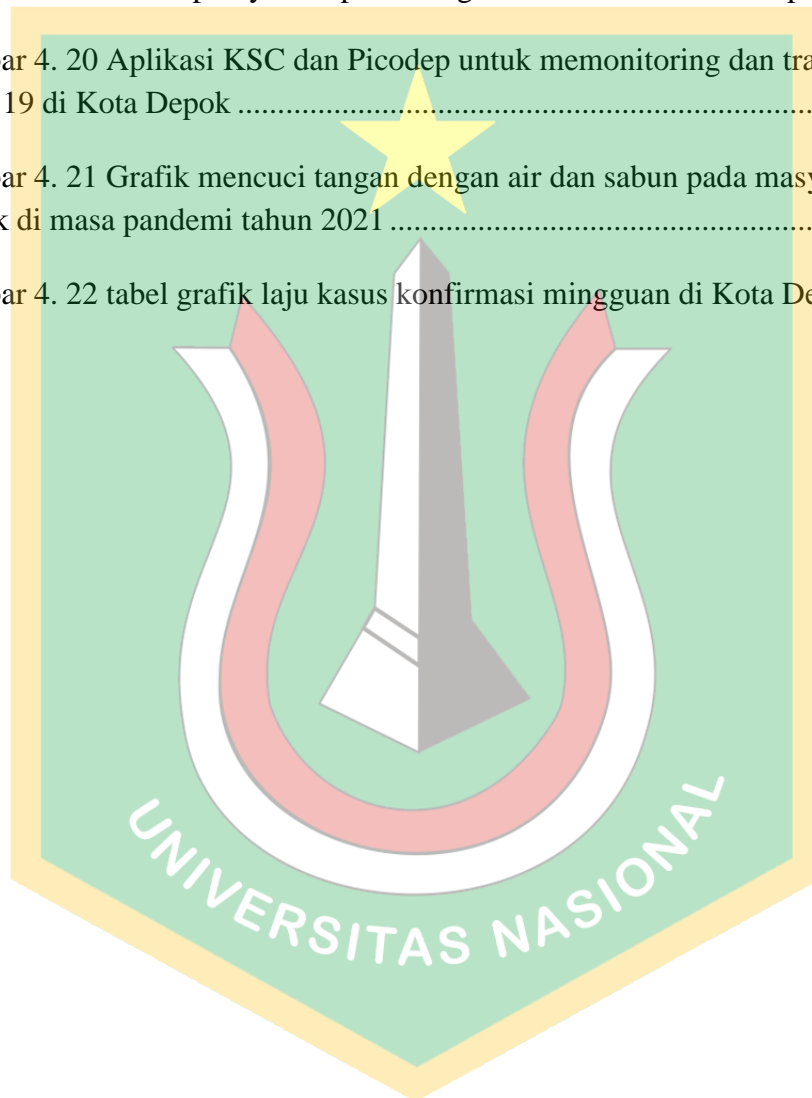 ar 4. 20 Aplikasi KSC dan Picodep untuk memonitoring dan tra
19 di Kota Depok ..........................................................................
ar 4. 21 Grafik mencuci tangan dengan air dan sabun pada masy
k di masa pandemi tahun 2021 ......................................................
ar 4. 22 tabel grafik laju kasus konfirmasi mingguan di Kota De
UNIVERSITAS NASIONAL